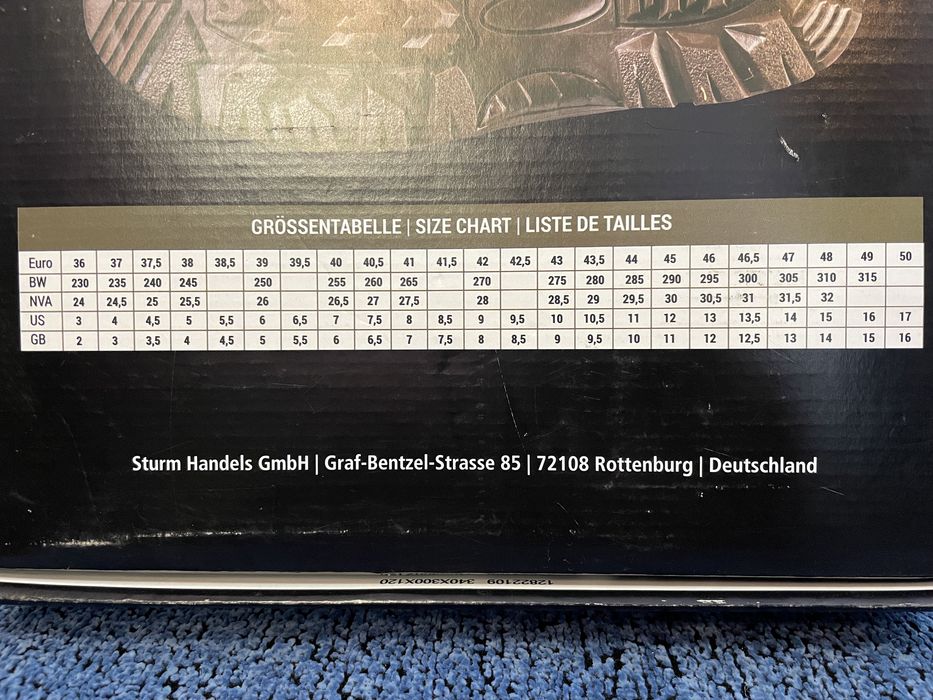 GRÖSSENTABELLE | SIZE CHART | LISTE DE TAILLES
Euro 36 37 37,5 38 38,5 39 39,5 40 40,5 41 41,5 42 42,5 43 43,5 44 45 46 46,5 47 48 49 50
BW 230 235 240 245 250 255 260 265 270 275 280 285 290 295 300 305 310 315
NVA 24 24,5 25 25,5 26 26,5 27 27,5 28 28,5 29 29,5 30 30,5 31 31,5 32
US 3 4 4,5 5 5,5 6 6,5 7 7,5 8 8,5 9 9,5 10 10,5 11 12 13 13,5 14 15 16 17
GB 2 3 3,5 4 4,5 5 5,5 6 6,5 7 7,5 8 8,5 9 9,5 10 11 12 12,5 13 14 15 16
Sturm Handels GmbH | Graf-Bentzel-Strasse 85 | 72108 Rottenburg | Deutschland
12822109 340X300X120